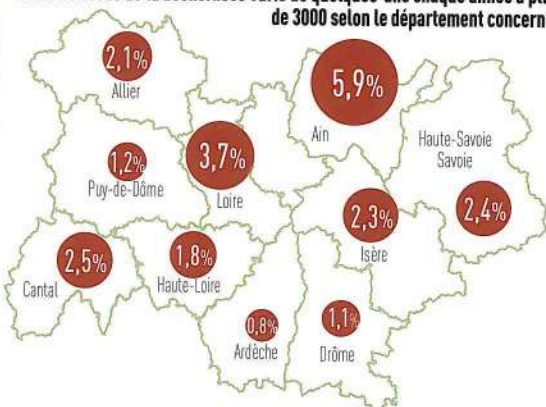 de 3000 selon le département concern
2,1%
Allier
5,9%
Ain
Haute-Savoie
Savoie
1,2%
Puy-de-Dôme
3,7%
Loire
2,3%
Isère
2,4%
2,5%
Cantal
1,8%
Haute-Loire
0,8%
Ardèche
1,1%
Drôme